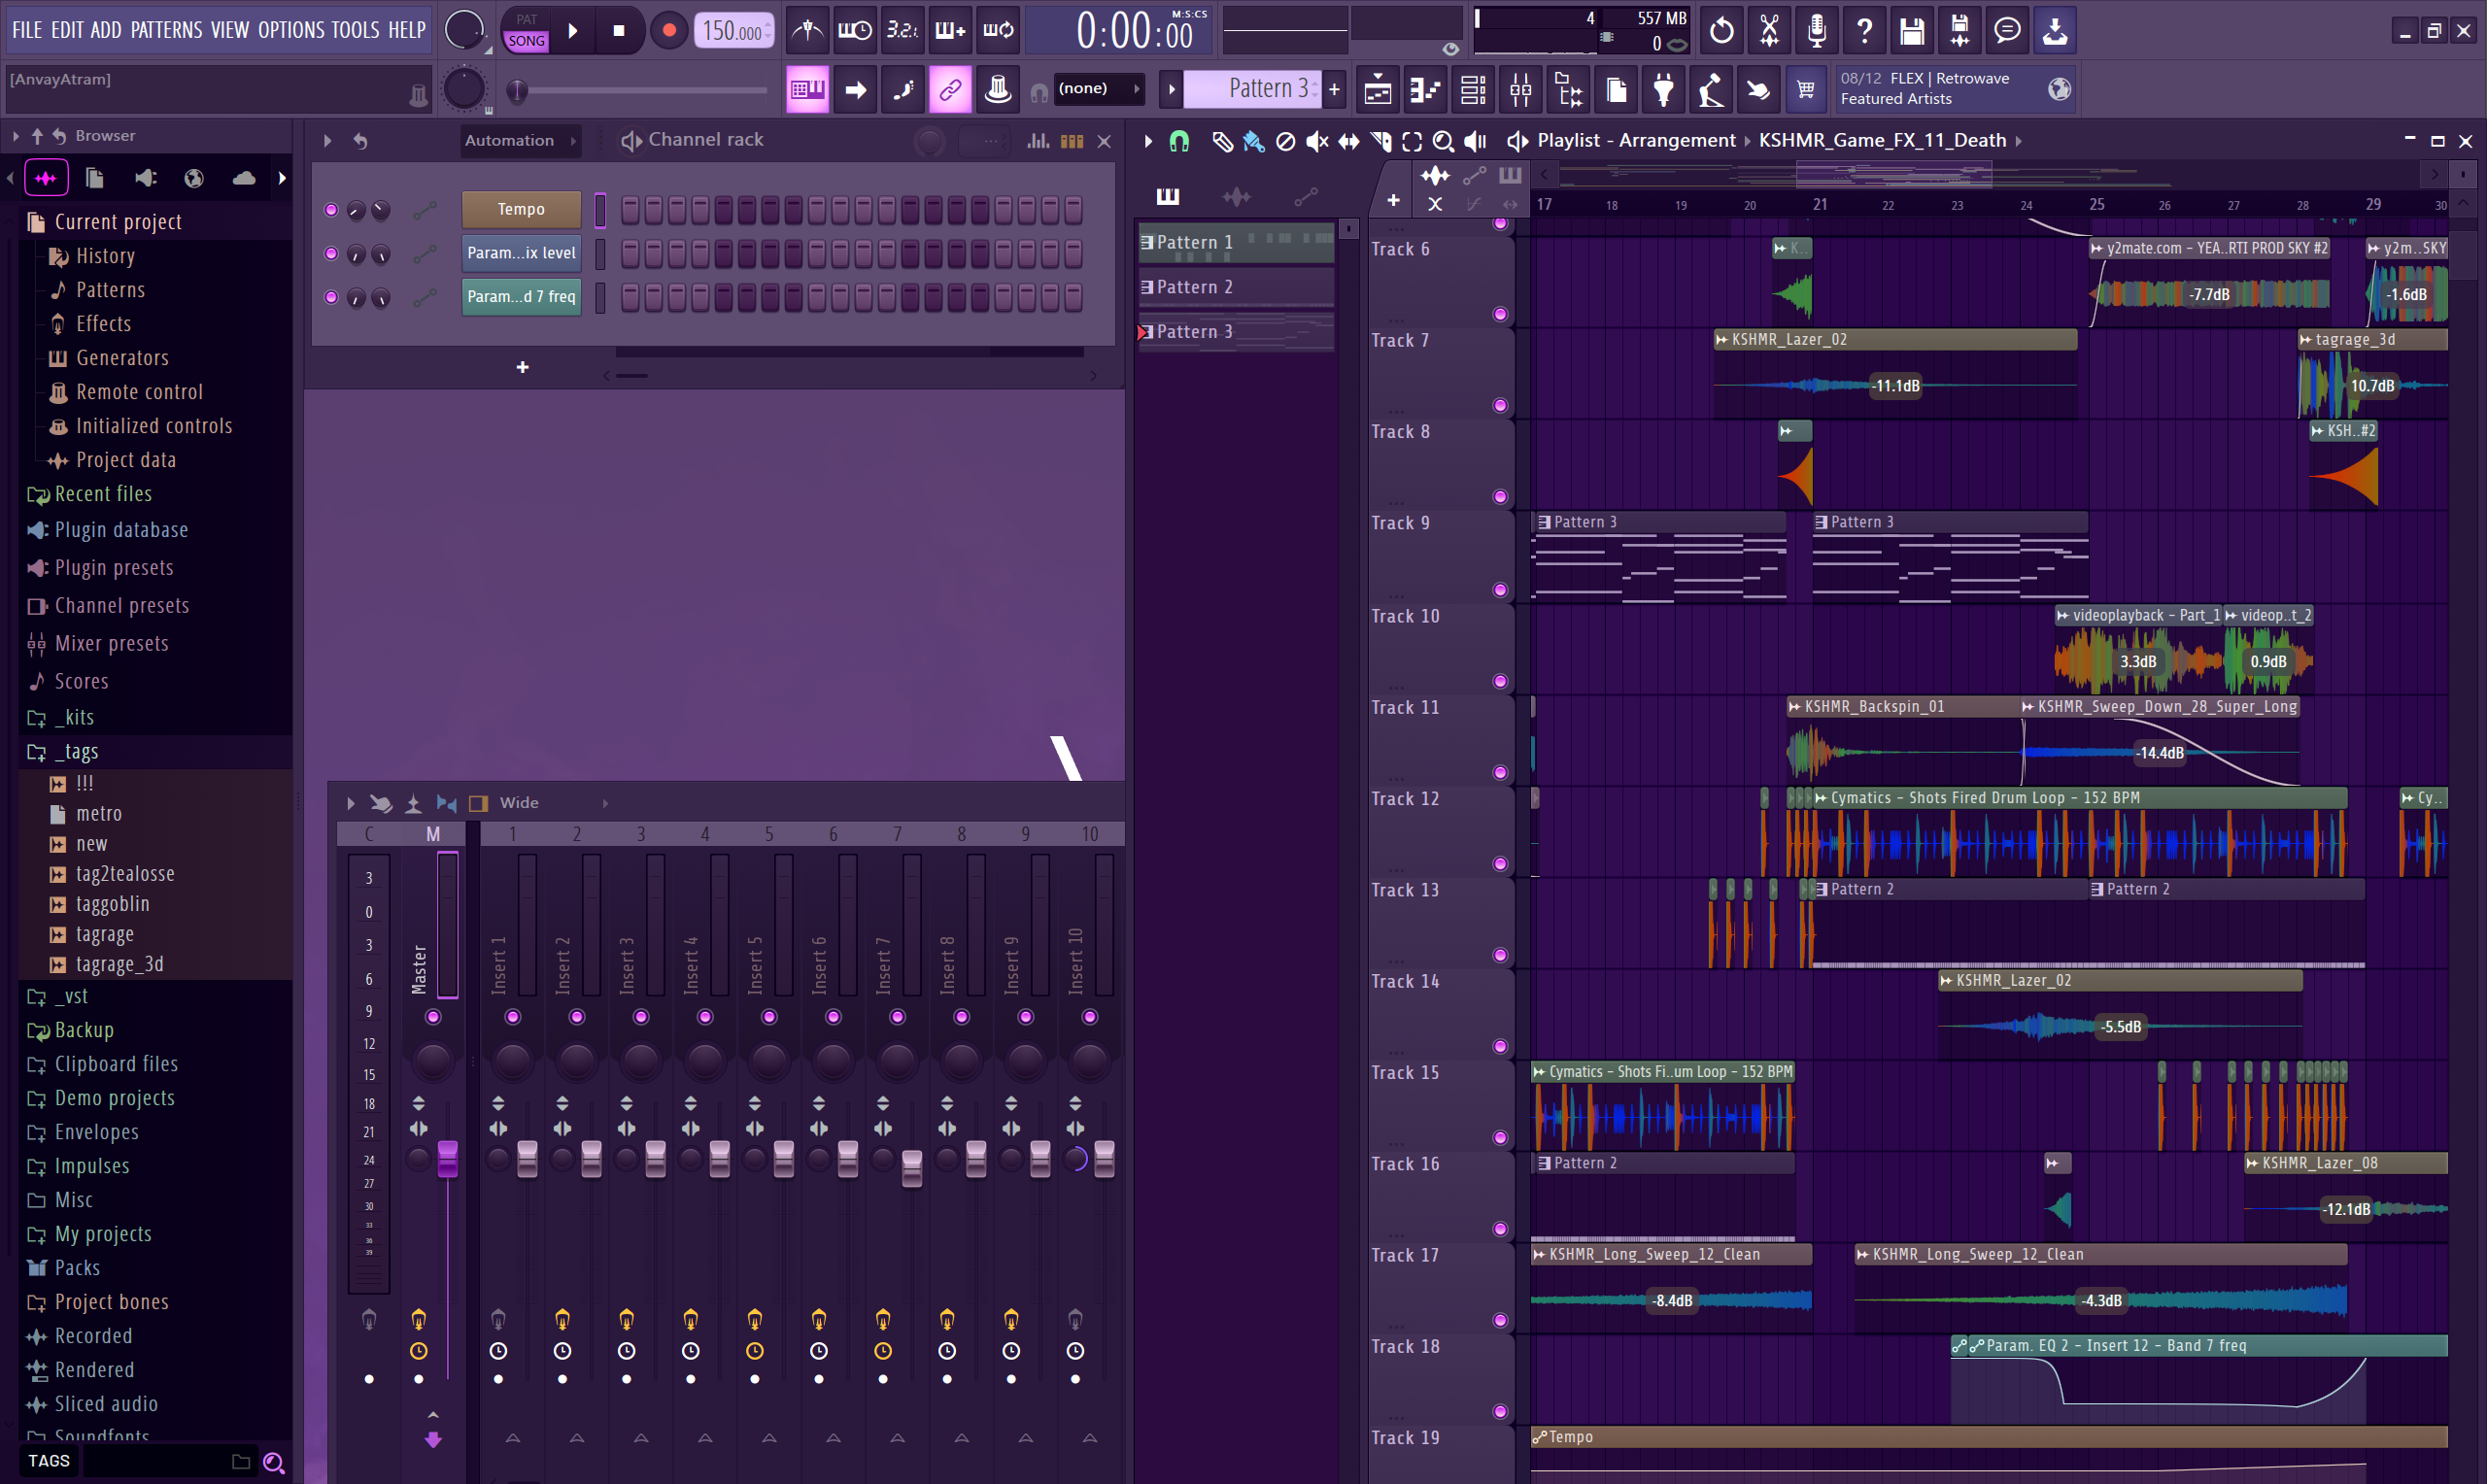 FILE EDIT ADD PATTERNS VIEW OPTIONS TOOLS HELP
PAT
SONG
150.000
3.2.
0:00:00
M:S:CS
4
557 MB
0
[AnvayAtram]
(none)
Pattern 3
08/12 FLEX | Retrowave
Featured Artists
Browser
Current project
History
Patterns
Effects
Generators
Remote control
Initialized controls
Project data
Recent files
Plugin database
Plugin presets
Channel presets
Mixer presets
Scores
_kits
_tags
!!!
metro
new
tag2tealosse
taggoblin
tagrage
tagrage_3d
_vst
Backup
Clipboard files
Demo projects
Envelopes
Impulses
Misc
My projects
Packs
Project bones
Recorded
Rendered
Sliced audio
Soundfonts
TAGS
Automation
Channel rack
Tempo
Param...ix level
Param...d 7 freq
Wide
C M 1 2 3 4 5 6 7 8 9 10
3
0
3
6
9
12
15
18
21
24
27
30
33
36
39
Master
Insert 1
Insert 2
Insert 3
Insert 4
Insert 5
Insert 6
Insert 7
Insert 8
Insert 9
Insert 10
Playlist - Arrangement KSHMR_Game_FX_11_Death
Pattern 1
Pattern 2
Pattern 3
17 18 19 20 21 22 23 24 25 26 27 28 29 30
Track 6
K..
y2mate.com - YEA..RTI PROD SKY #2
y2m..SKY
-7.7dB
-1.6dB
Track 7
KSHMR_Lazer_02
tagrage_3d
-11.1dB
10.7dB
Track 8
KSH..#2
Track 9
Pattern 3
Pattern 3
Track 10
videoplayback - Part_1
videop..t_2
3.3dB
0.9dB
Track 11
KSHMR_Backspin_01
KSHMR_Sweep_Down_28_Super_Long
-14.4dB
Track 12
Cymatics - Shots Fired Drum Loop - 152 BPM
Cy..
Track 13
Pattern 2
Pattern 2
Track 14
KSHMR_Lazer_02
-5.5dB
Track 15
Cymatics - Shots Fi..um Loop - 152 BPM
Track 16
Pattern 2
KSHMR_Lazer_08
-12.1dB
Track 17
KSHMR_Long_Sweep_12_Clean
KSHMR_Long_Sweep_12_Clean
-8.4dB
-4.3dB
Track 18
Param. EQ 2 - Insert 12 - Band 7 freq
Track 19
Tempo